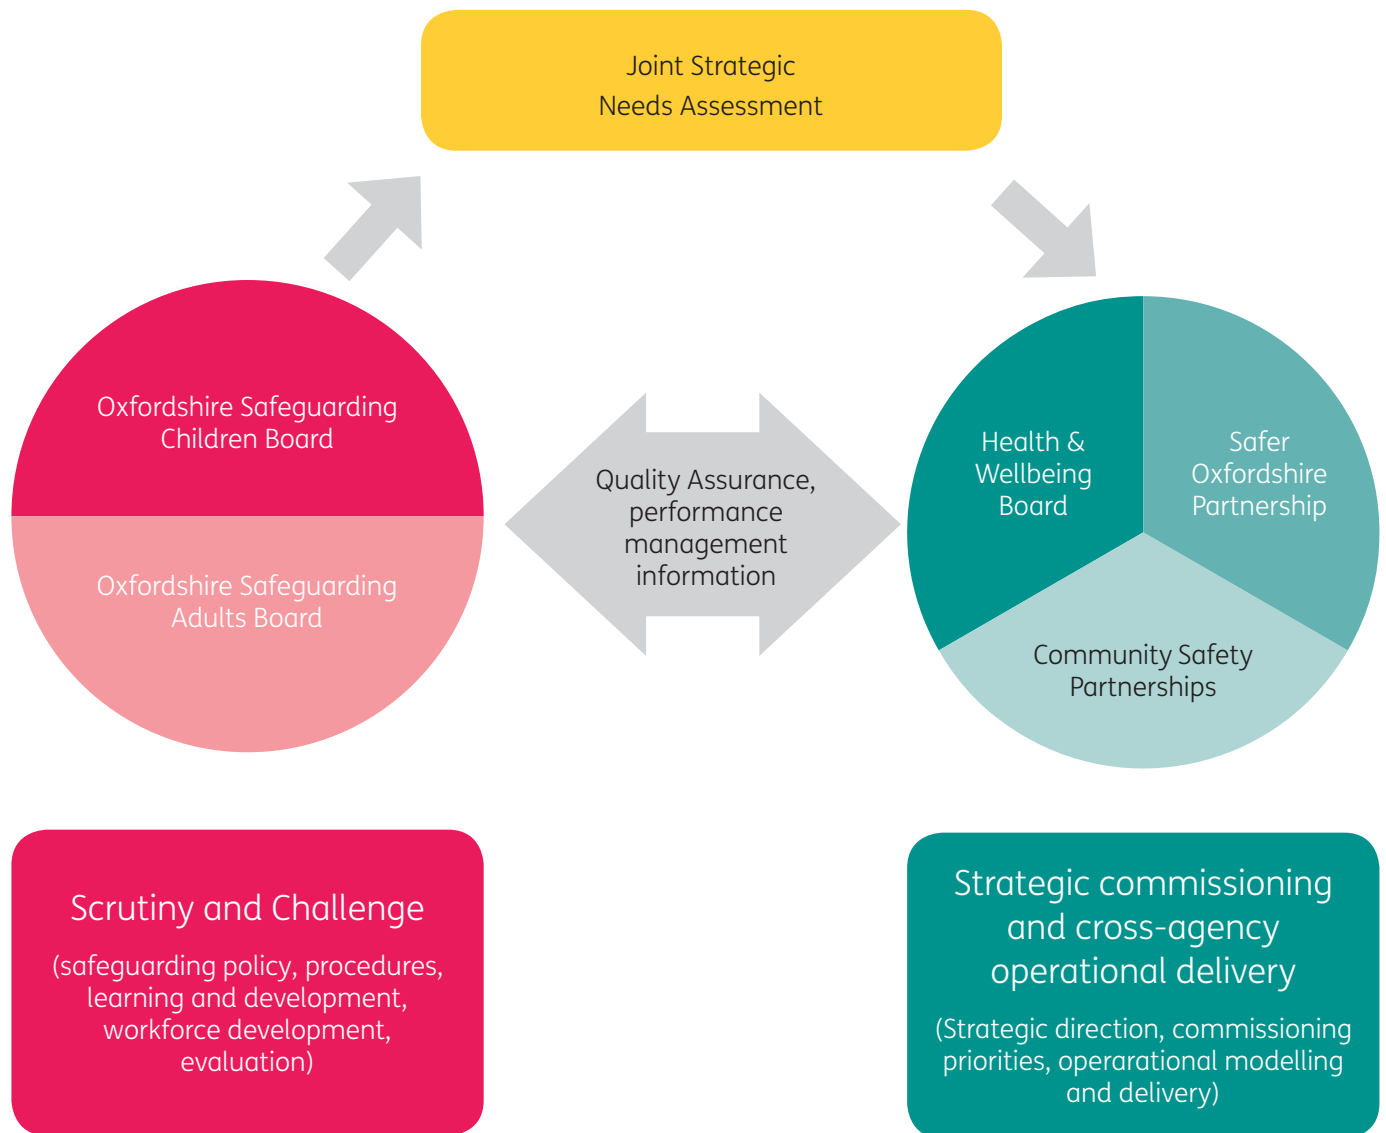 Joint Strategic
Needs Assessment
Oxfordshire Safeguarding
Children Board
Oxfordshire Safeguarding
Adults Board
Quality Assurance,
performance
management
information
Health &
Wellbeing
Board
Safer
Oxfordshire
Partnership
Community Safety
Partnerships
Scrutiny and Challenge
(safeguarding policy, procedures,
learning and development,
workforce development,
evaluation)
Strategic commissioning
and cross-agency
operational delivery
(Strategic direction, commissioning
priorities, operarational modelling
and delivery)